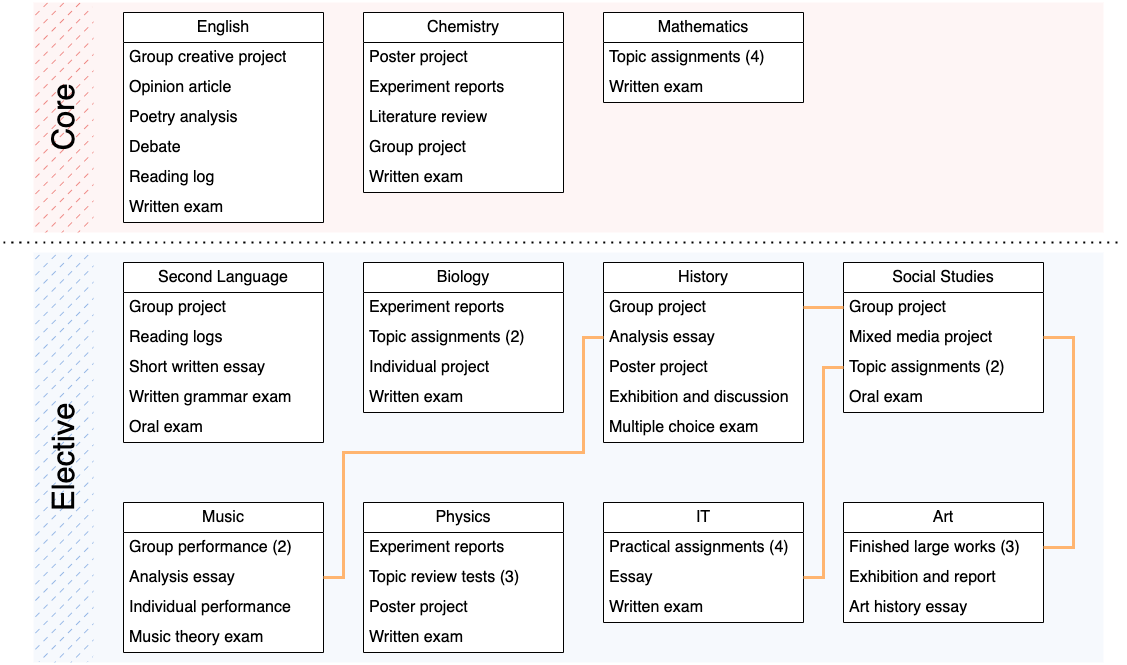 Core
English
Group creative project
Opinion article
Poetry analysis
Debate
Reading log
Written exam
Chemistry
Poster project
Experiment reports
Literature review
Group project
Written exam
Mathematics
Topic assignments (4)
Written exam
Elective
Second Language
Group project
Reading logs
Short written essay
Written grammar exam
Oral exam
Biology
Experiment reports
Topic assignments (2)
Individual project
Written exam
History
Group project
Analysis essay
Poster project
Exhibition and discussion
Multiple choice exam
Social Studies
Group project
Mixed media project
Topic assignments (2)
Oral exam
Music
Group performance (2)
Analysis essay
Individual performance
Music theory exam
Physics
Experiment reports
Topic review tests (3)
Poster project
Written exam
IT
Practical assignments (4)
Essay
Written exam
Art
Finished large works (3)
Exhibition and report
Art history essay